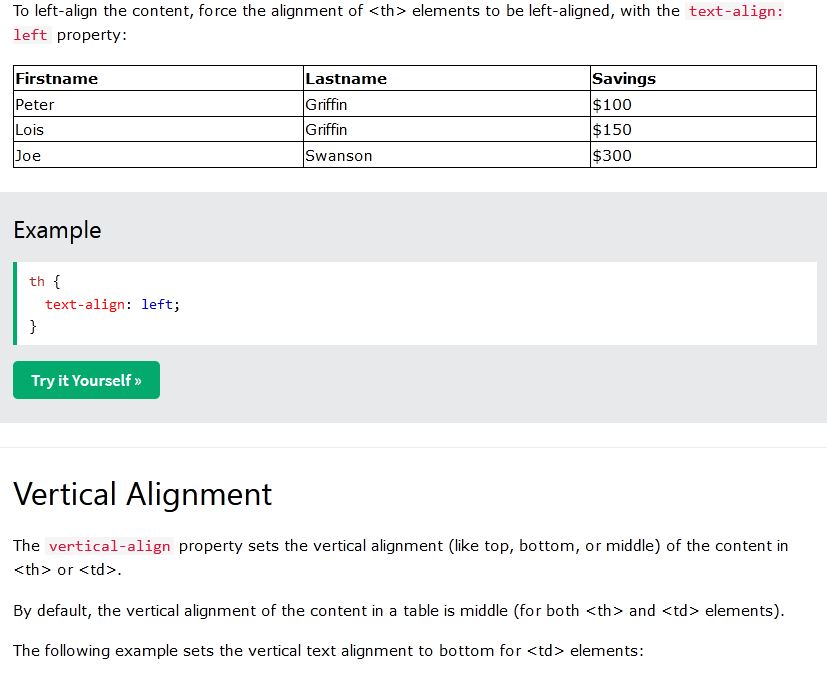 To left-align the content, force the alignment of <th> elements to be left-aligned, with the text-align:
left property:
Firstname Lastname Savings
Peter Griffin $100
Lois Griffin $150
Joe Swanson $300
Example
th {
  text-align: left;
}
Try it Yourself »
Vertical Alignment
The vertical-align property sets the vertical alignment (like top, bottom, or middle) of the content in
<th> or <td>.
By default, the vertical alignment of the content in a table is middle (for both <th> and <td> elements).
The following example sets the vertical text alignment to bottom for <td> elements: